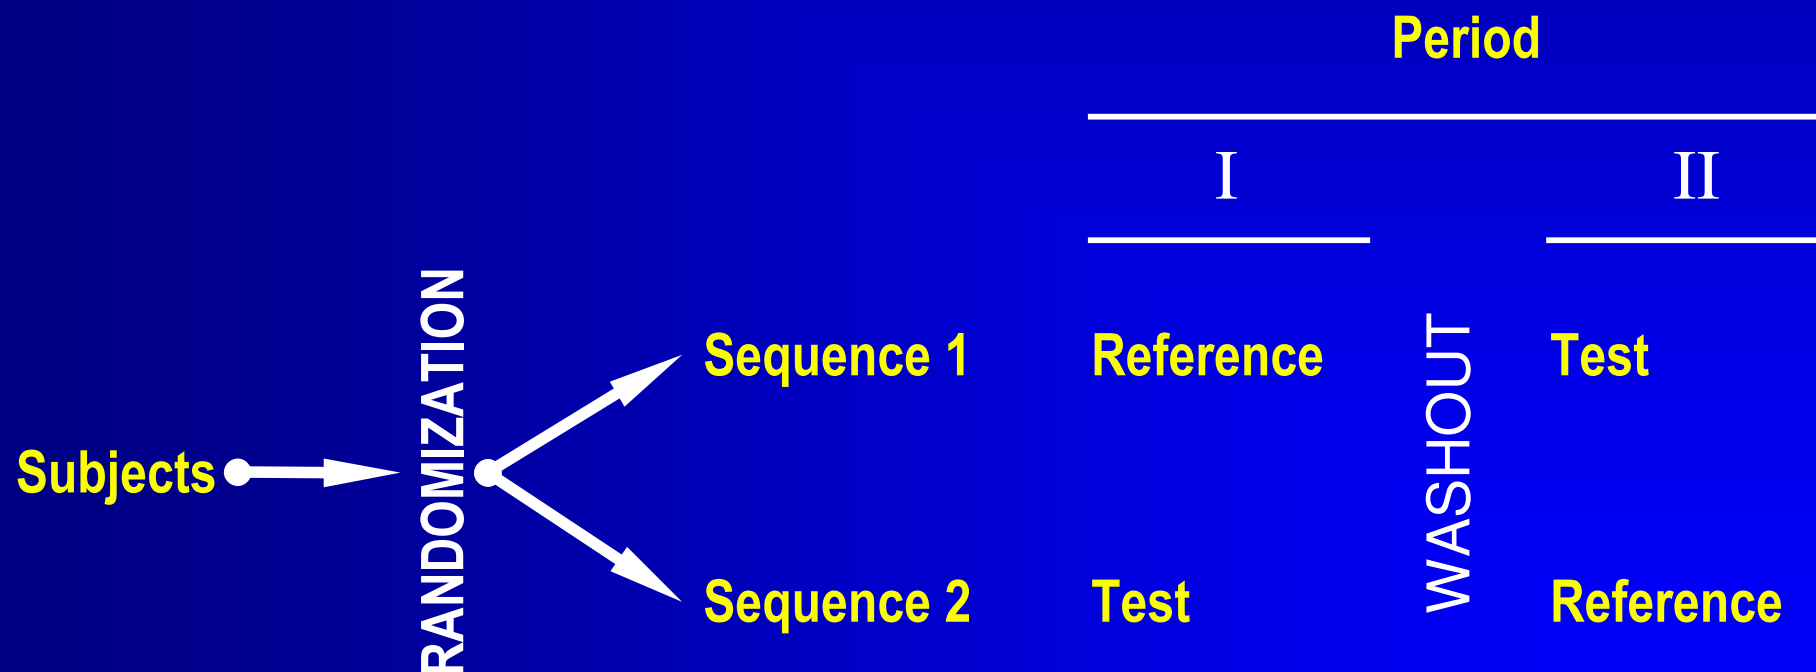 Period
I II
RANDOMIZATION
Sequence 1 Reference Test
WASHOUT
Subjects
Sequence 2 Test Reference